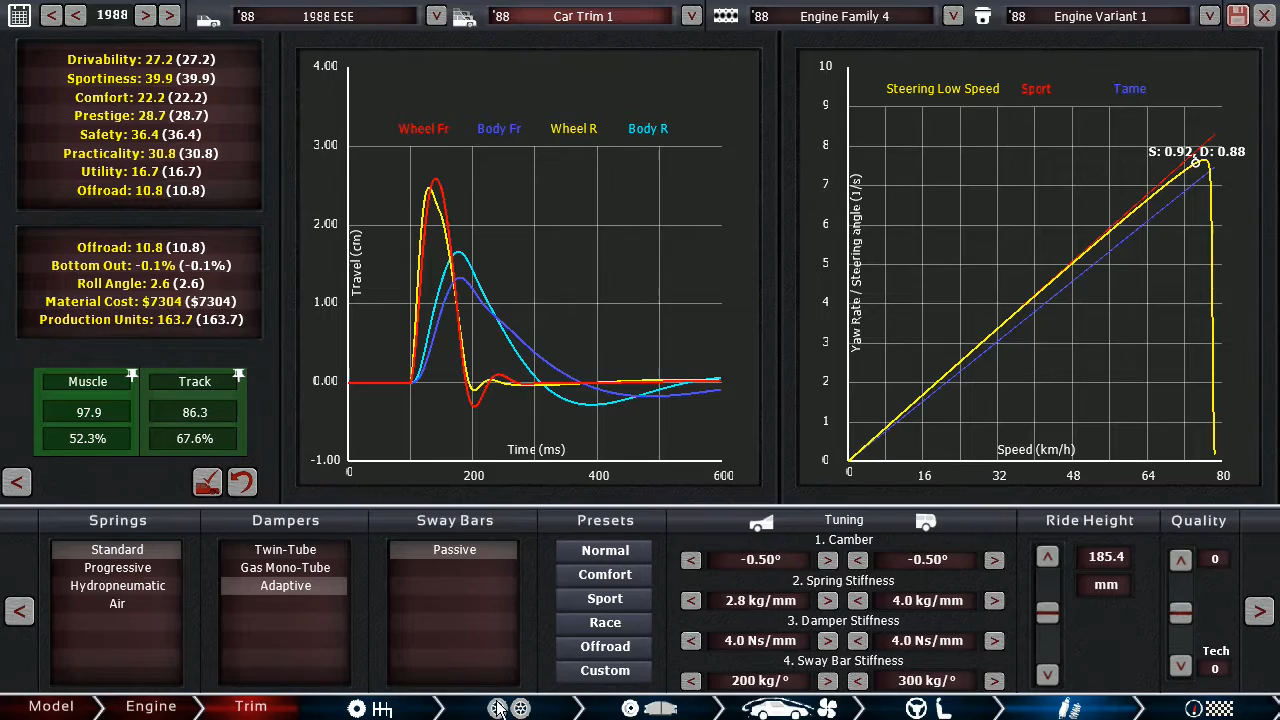 1988
'88 1988 ESE
'88 Car Trim 1
'88 Engine Family 4
'88 Engine Variant 1
Drivability: 27.2 (27.2)
Sportiness: 39.9 (39.9)
Comfort: 22.2 (22.2)
Prestige: 28.7 (28.7)
Safety: 36.4 (36.4)
Practicality: 30.8 (30.8)
Utility: 16.7 (16.7)
Offroad: 10.8 (10.8)
Offroad: 10.8 (10.8)
Bottom Out: -0.1% (-0.1%)
Roll Angle: 2.6 (2.6)
Material Cost: $7304 ($7304)
Production Units: 163.7 (163.7)
Muscle Track
97.9 86.3
52.3% 67.6%
4.00
3.00
2.00
1.00
0.00
-1.00
Wheel Fr Body Fr Wheel R Body R
Travel (cm)
Time (ms)
0 200 400 600
10
9
8
7
6
5
4
3
2
1
0
Steering Low Speed Sport Tame
S: 0.92, D: 0.88
Yaw Rate / Steering angle (1/s)
Speed (km/h)
0 16 32 48 64 80
Springs
Standard
Progressive
Hydropneumatic
Air
Dampers
Twin-Tube
Gas Mono-Tube
Adaptive
Sway Bars
Passive
Presets
Normal
Comfort
Sport
Race
Offroad
Custom
Tuning
1. Camber
-0.50° -0.50°
2. Spring Stiffness
2.8 kg/mm 4.0 kg/mm
3. Damper Stiffness
4.0 Ns/mm 4.0 Ns/mm
4. Sway Bar Stiffness
200 kg/° 300 kg/°
Ride Height
185.4
mm
Quality
0
Tech
0
Model Engine Trim